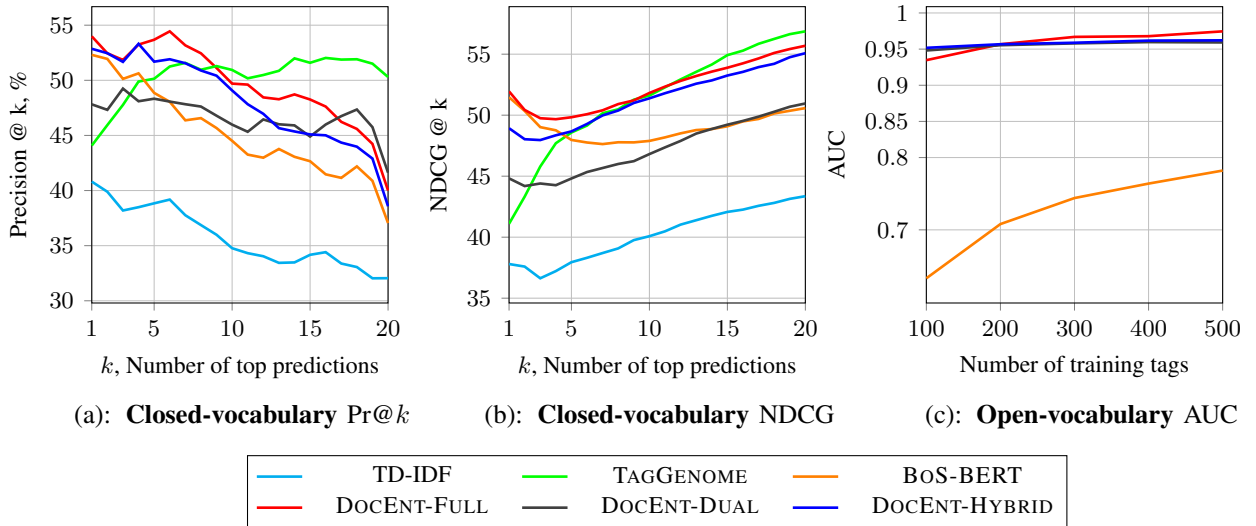 55
50
45
40
35
30
1
5
10
15
20
Precision @ k, %
k, Number of top predictions
(a): Closed-vocabulary Pr@k
55
50
45
40
35
1
5
10
15
20
NDCG @ k
k, Number of top predictions
(b): Closed-vocabulary NDCG
1
0.95
0.9
0.85
0.8
0.7
100
200
300
400
500
AUC
Number of training tags
(c): Open-vocabulary AUC
TD-IDF TAGGENOME BOS-BERT
DOCENT-FULL DOCENT-DUAL DOCENT-HYBRID